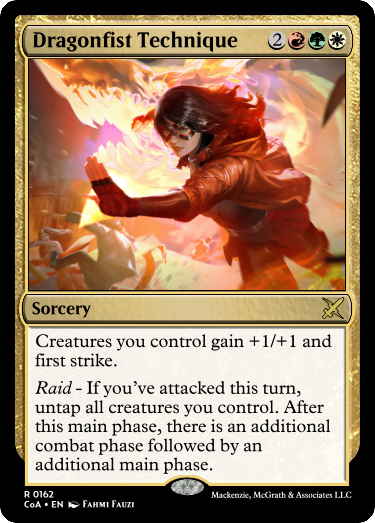 Dragonfist Technique 2
Sorcery
Creatures you control gain +1/+1 and
first strike.
Raid - If you've attacked this turn,
untap all creatures you control. After
this main phase, there is an additional
combat phase followed by an
additional main phase.
R 0162
CoA • EN Fahmi Fauzi
Mackenzie, McGrath & Associates LLC